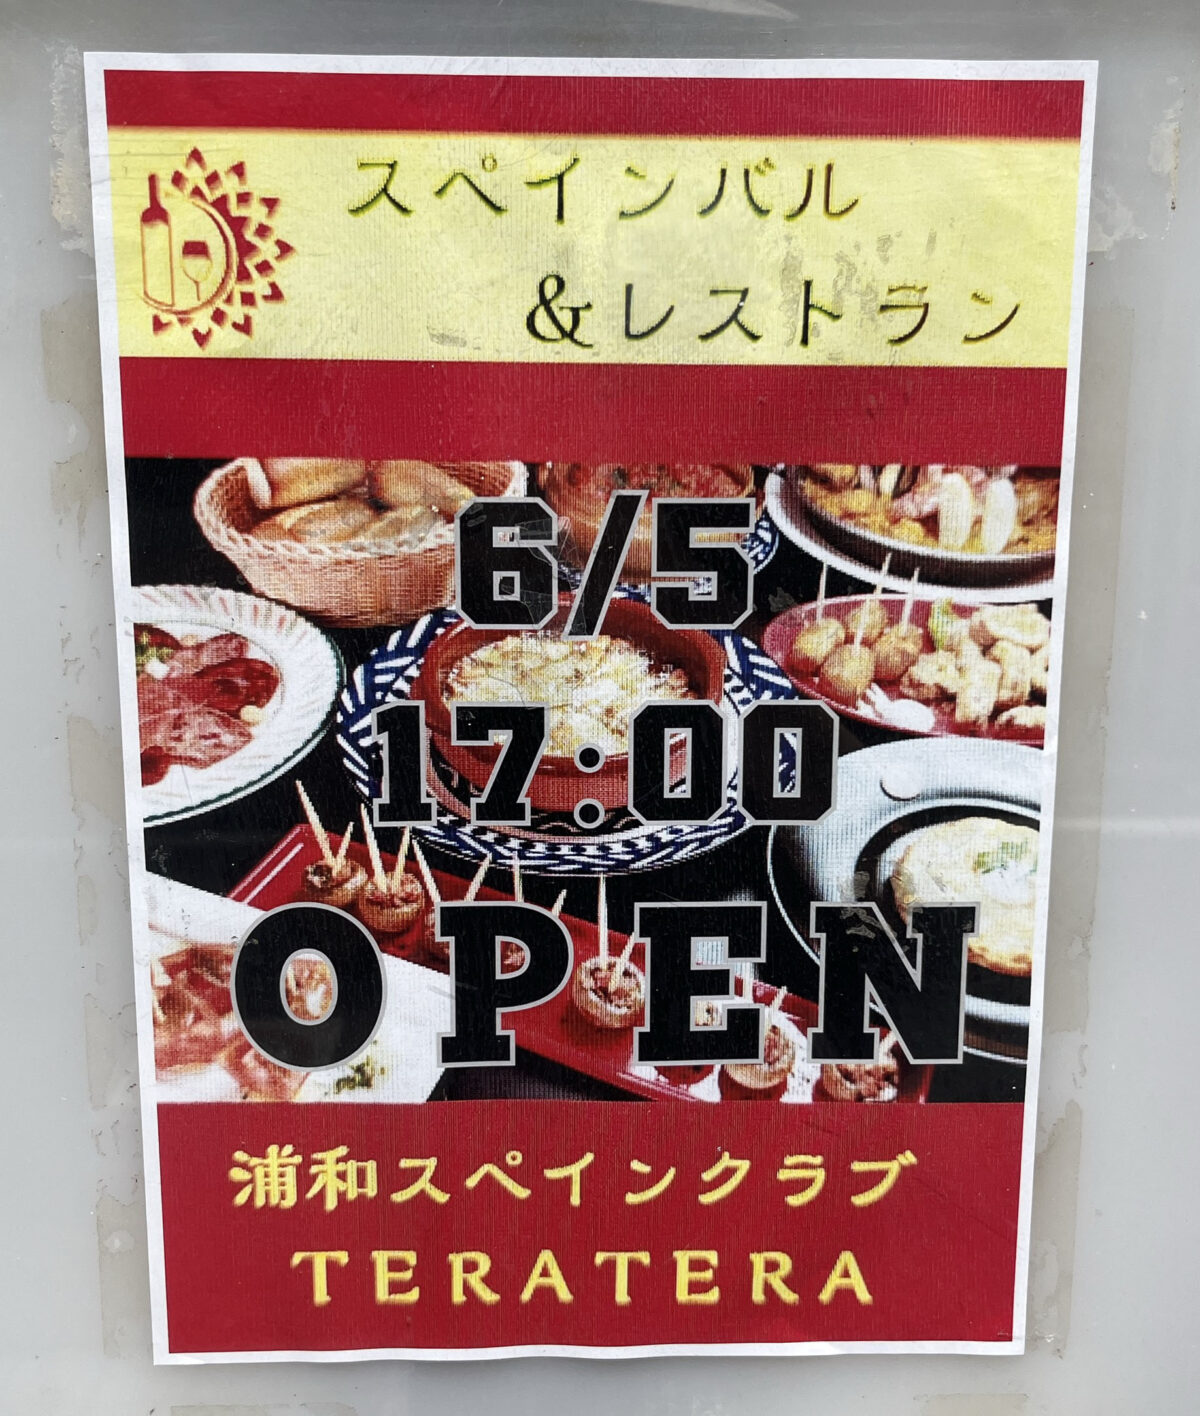 スペインバル
&レストラン
6/5
17:00
OPEN
浦和スペインクラブ
TERATERA